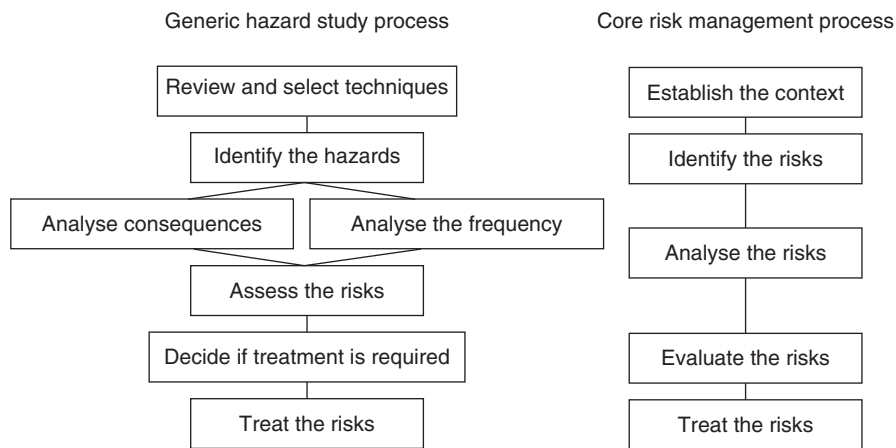 Generic hazard study process
Review and select techniques
Identify the hazards
Analyse consequences
Analyse the frequency
Assess the risks
Decide if treatment is required
Treat the risks
Core risk management process
Establish the context
Identify the risks
Analyse the risks
Evaluate the risks
Treat the risks